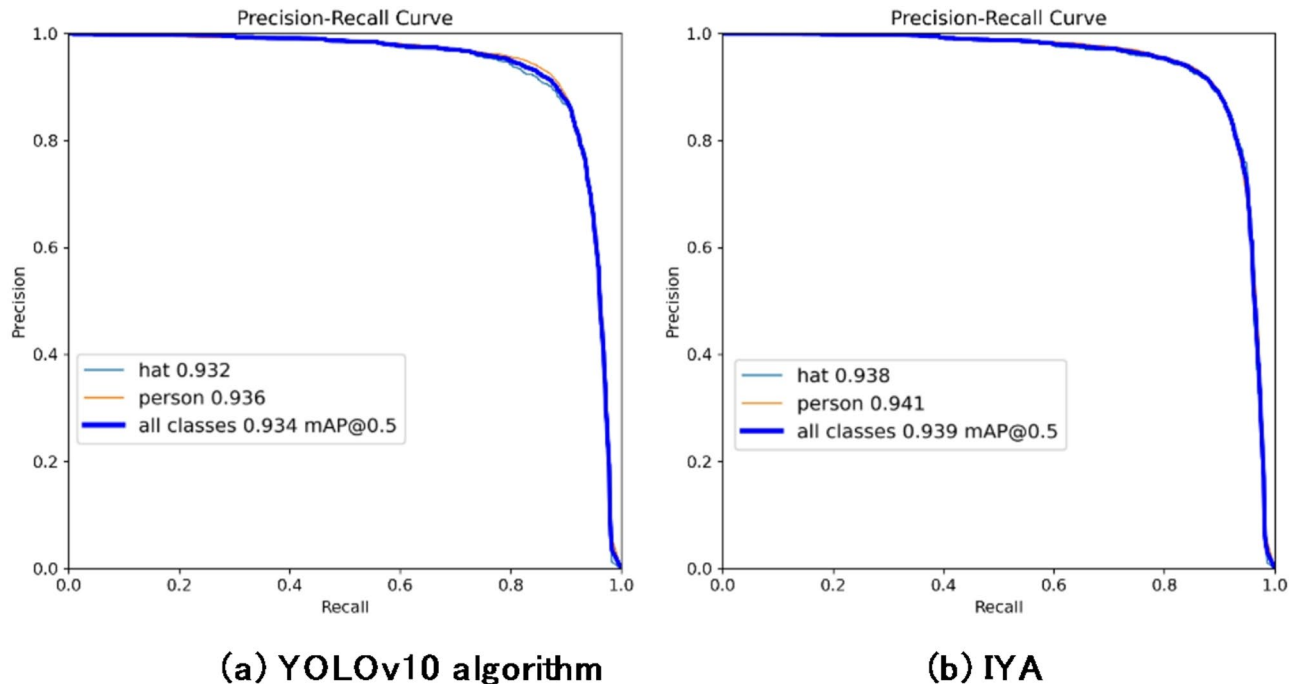 Precision-Recall Curve
1.0
0.8
0.6
0.4
0.2
0.0
Precision
hat 0.932
person 0.936
all classes 0.934 mAP@0.5
0.0 0.2 0.4 0.6 0.8 1.0
Recall
(a) YOLOv10 algorithm
Precision-Recall Curve
1.0
0.8
0.6
0.4
0.2
0.0
Precision
hat 0.938
person 0.941
all classes 0.939 mAP@0.5
0.0 0.2 0.4 0.6 0.8 1.0
Recall
(b) IYA